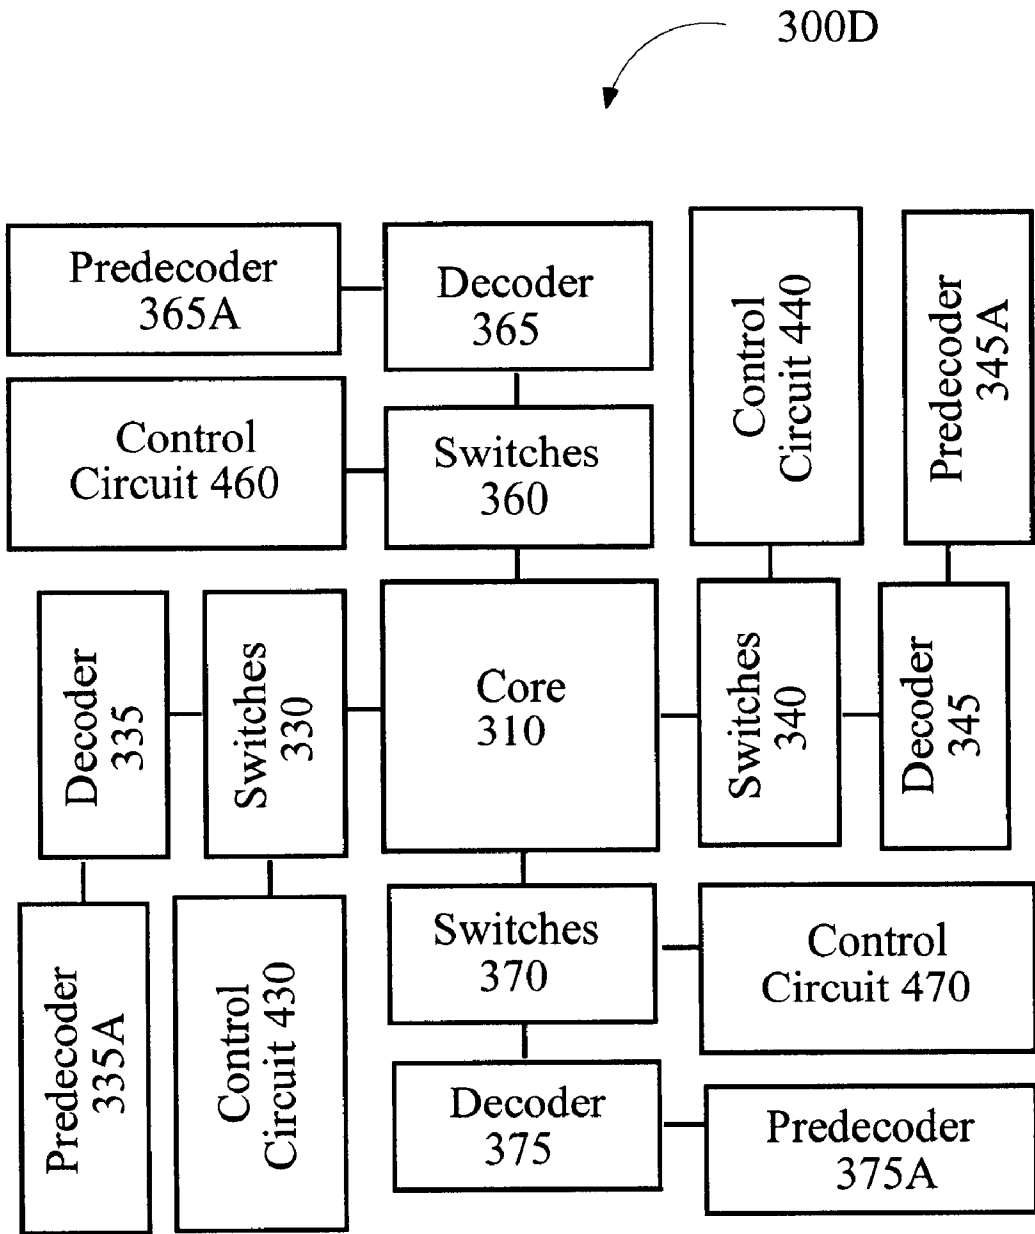 300D
Predecoder
365A
Decoder
365
Control
Circuit 440
Predecoder
345A
Control
Circuit 460
Switches
360
Decoder
335
Switches
330
Core
310
Switches
340
Decoder
345
Predecoder
335A
Control
Circuit 430
Switches
370
Control
Circuit 470
Decoder
375
Predecoder
375A